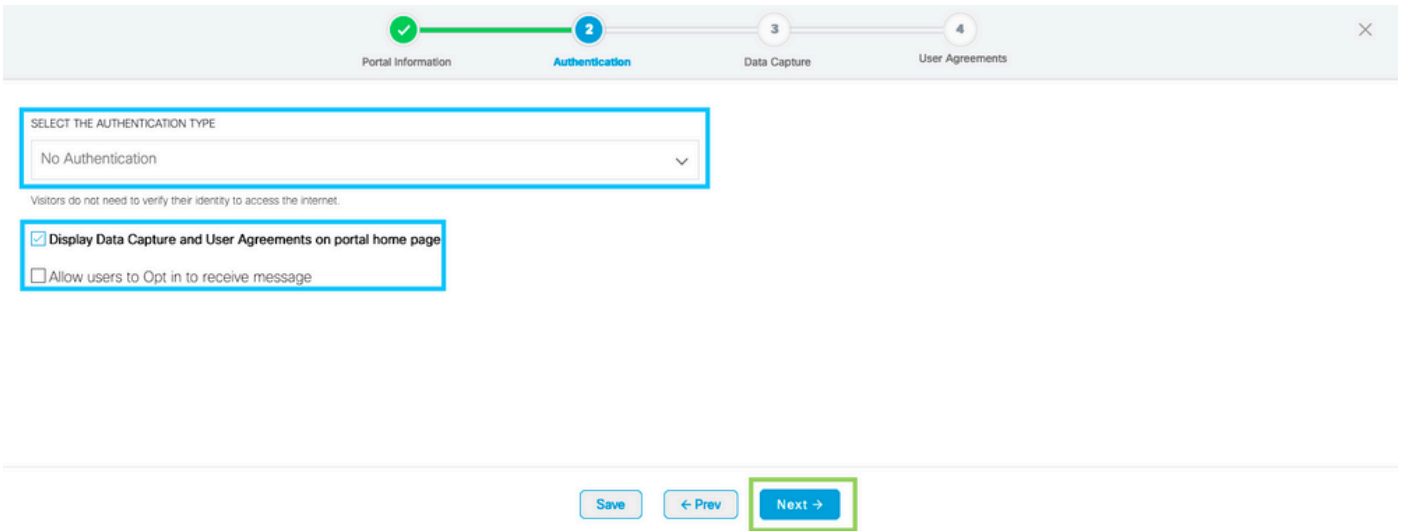 2
3
4
Portal Information
Authentication
Data Capture
User Agreements
SELECT THE AUTHENTICATION TYPE
No Authentication
Visitors do not need to verify their identity to access the internet.
Display Data Capture and User Agreements on portal home page
Allow users to Opt in to receive message
Save
← Prev
Next →